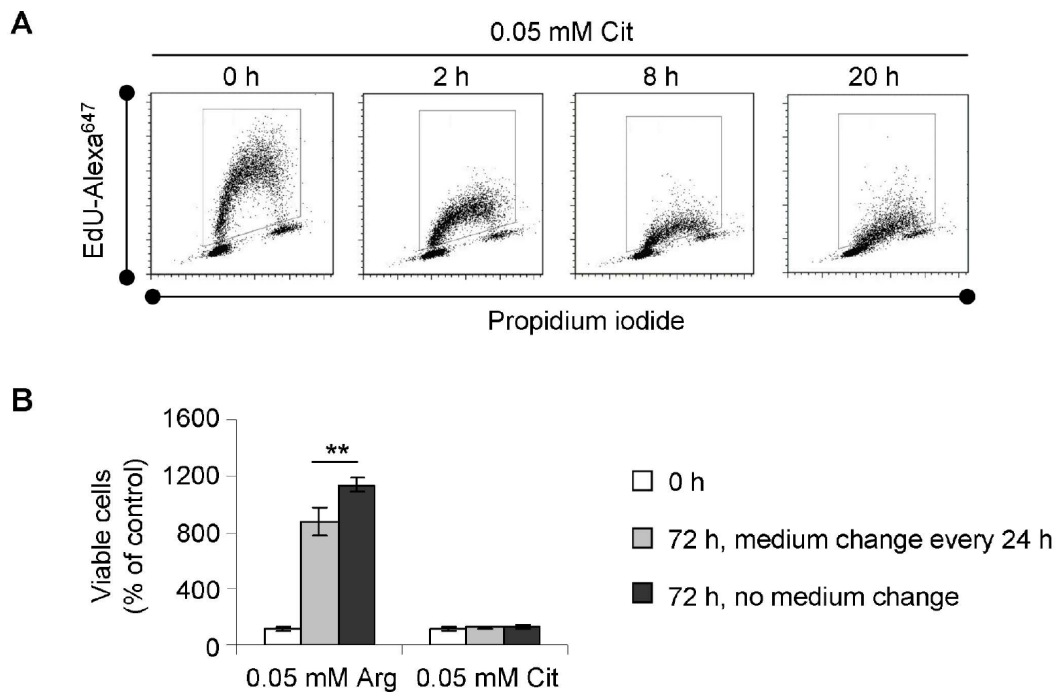 A
0.05 mM Cit
0 h 2 h 8 h 20 h
EdU-Alexa⁶⁴⁷
Propidium iodide
B
Viable cells
(% of control)
1600
1200
800
400
0
**
0.05 mM Arg 0.05 mM Cit
0 h
72 h, medium change every 24 h
72 h, no medium change